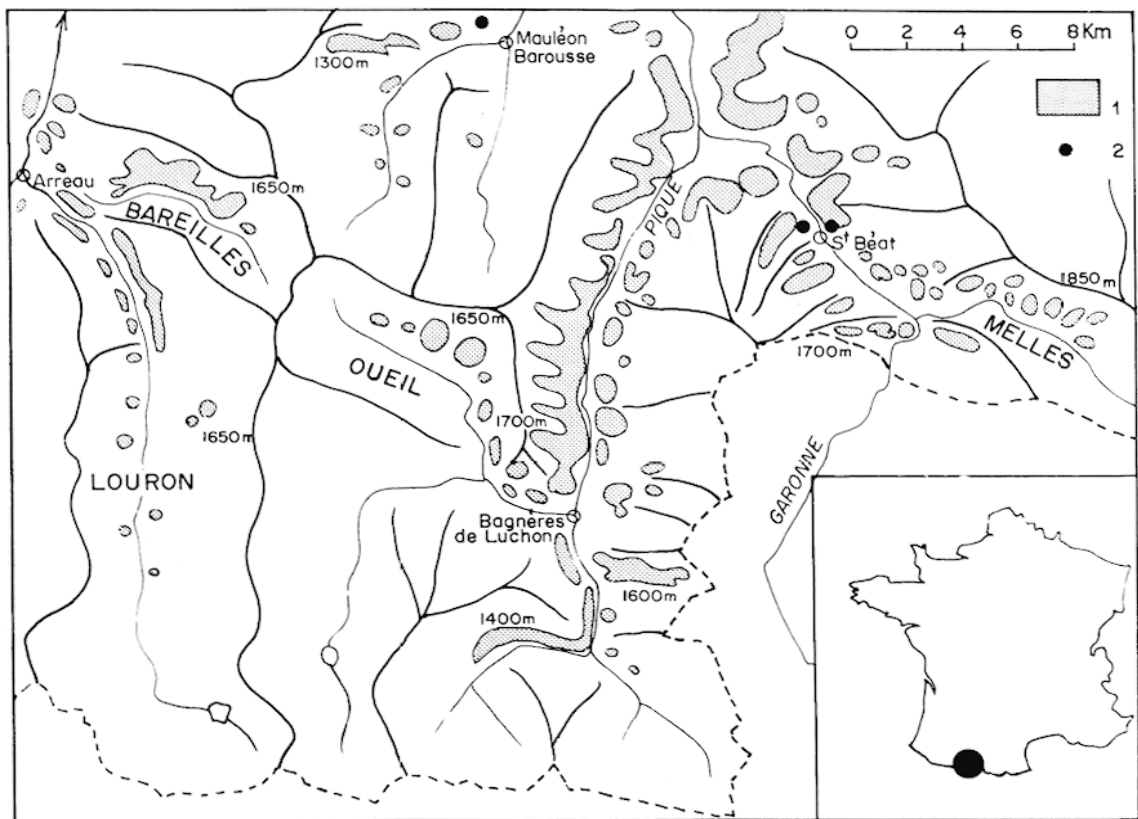 Mauléon
Barousse
1300m
0 2 4 6 8 Km
1
2
Arreau
1650m
BAREILLES
PIQUE
St Béat
1850m
MELLES
1650m
OUEIL
1700m
1700m
1650m
LOURON
GARONNE
Bagnères
de Luchon
1600m
1400m